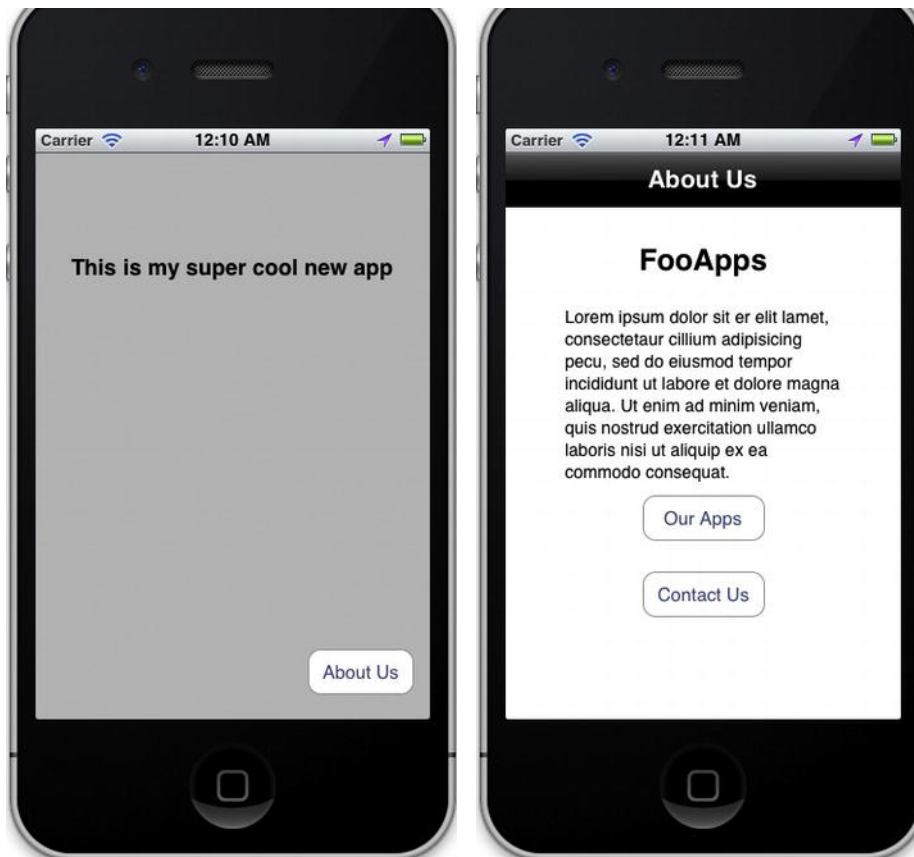 Carrier 12:10 AM
This is my super cool new app
About Us
Carrier 12:11 AM
About Us
FooApps
Lorem ipsum dolor sit er elit lamet,
consectetaur cillium adipisicing
pecu, sed do eiusmod tempor
incididunt ut labore et dolore magna
aliqua. Ut enim ad minim veniam,
quis nostrud exercitation ullamco
laboris nisi ut aliquip ex ea
commodo consequat.
Our Apps
Contact Us